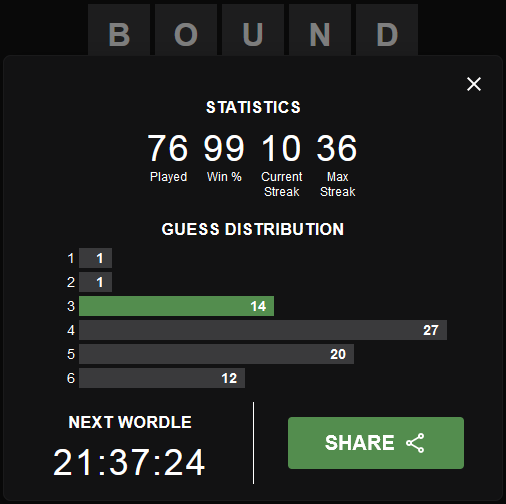 B O U N D
STATISTICS
76 99 10 36
Played Win % Current Streak Max Streak
GUESS DISTRIBUTION
1 1
2 1
3 14
4 27
5 20
6 12
NEXT WORDLE
21:37:24
SHARE